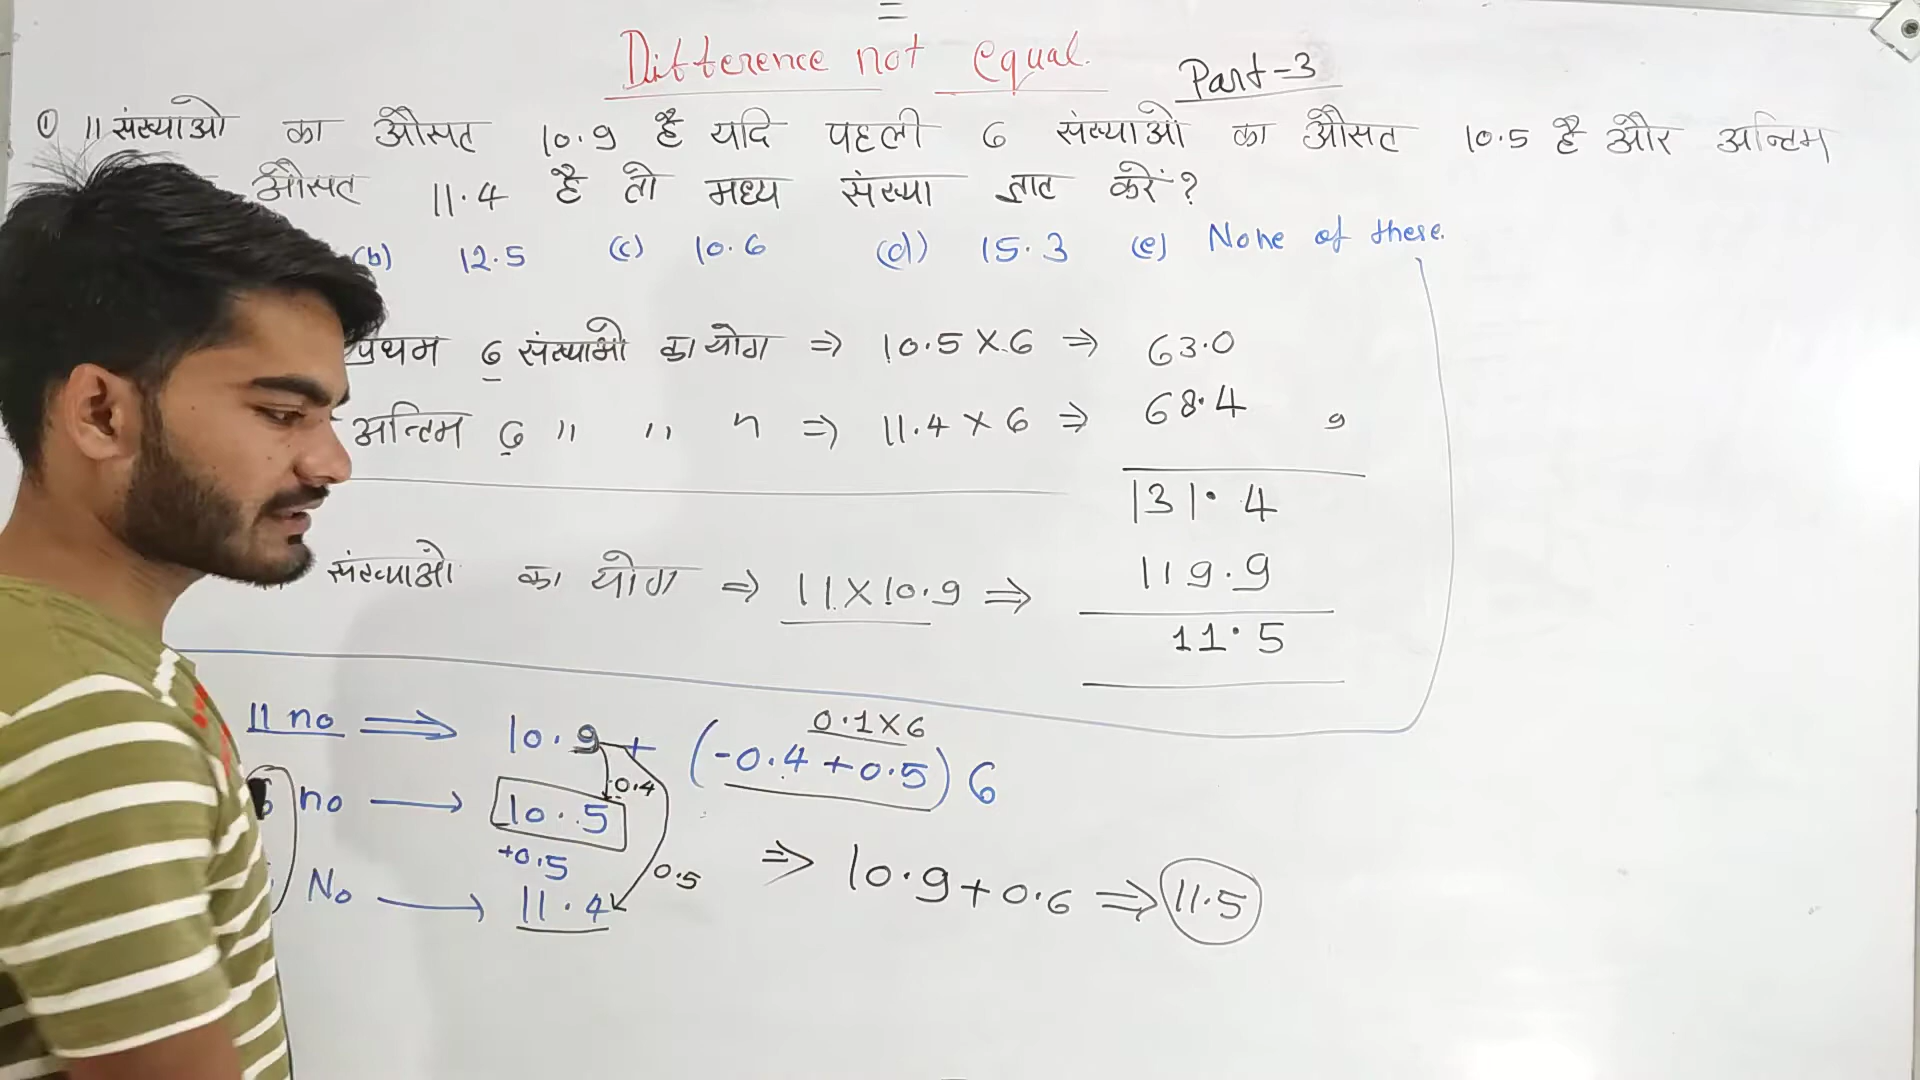 Difference not equal. Part-3
① 11 संख्याओ का औसत 10.9 है यदि पहली 6 संख्याओ का औसत 10.5 है और अन्तिम
औसत 11.4 है तो मध्य संख्या ज्ञात करें?
(b) 12.5 (c) 10.6 (d) 15.3 (e) None of these.
प्रथम 6 संख्याओ का योग ⇒ 10.5 X 6 ⇒ 63.0
अन्तिम 6 " " " ⇒ 11.4 X 6 ⇒ 68.4 ,
131.4
संख्याओ का योग ⇒ 11 X 10.9 ⇒ 119.9
11.5
0.1 X 6
11 no ⇒ 10.9 + (-0.4 + 0.5) 6
-0.4
no → 10.5
+0.5
0.5
⇒ 10.9 + 0.6 ⇒ 11.5
No → 11.4